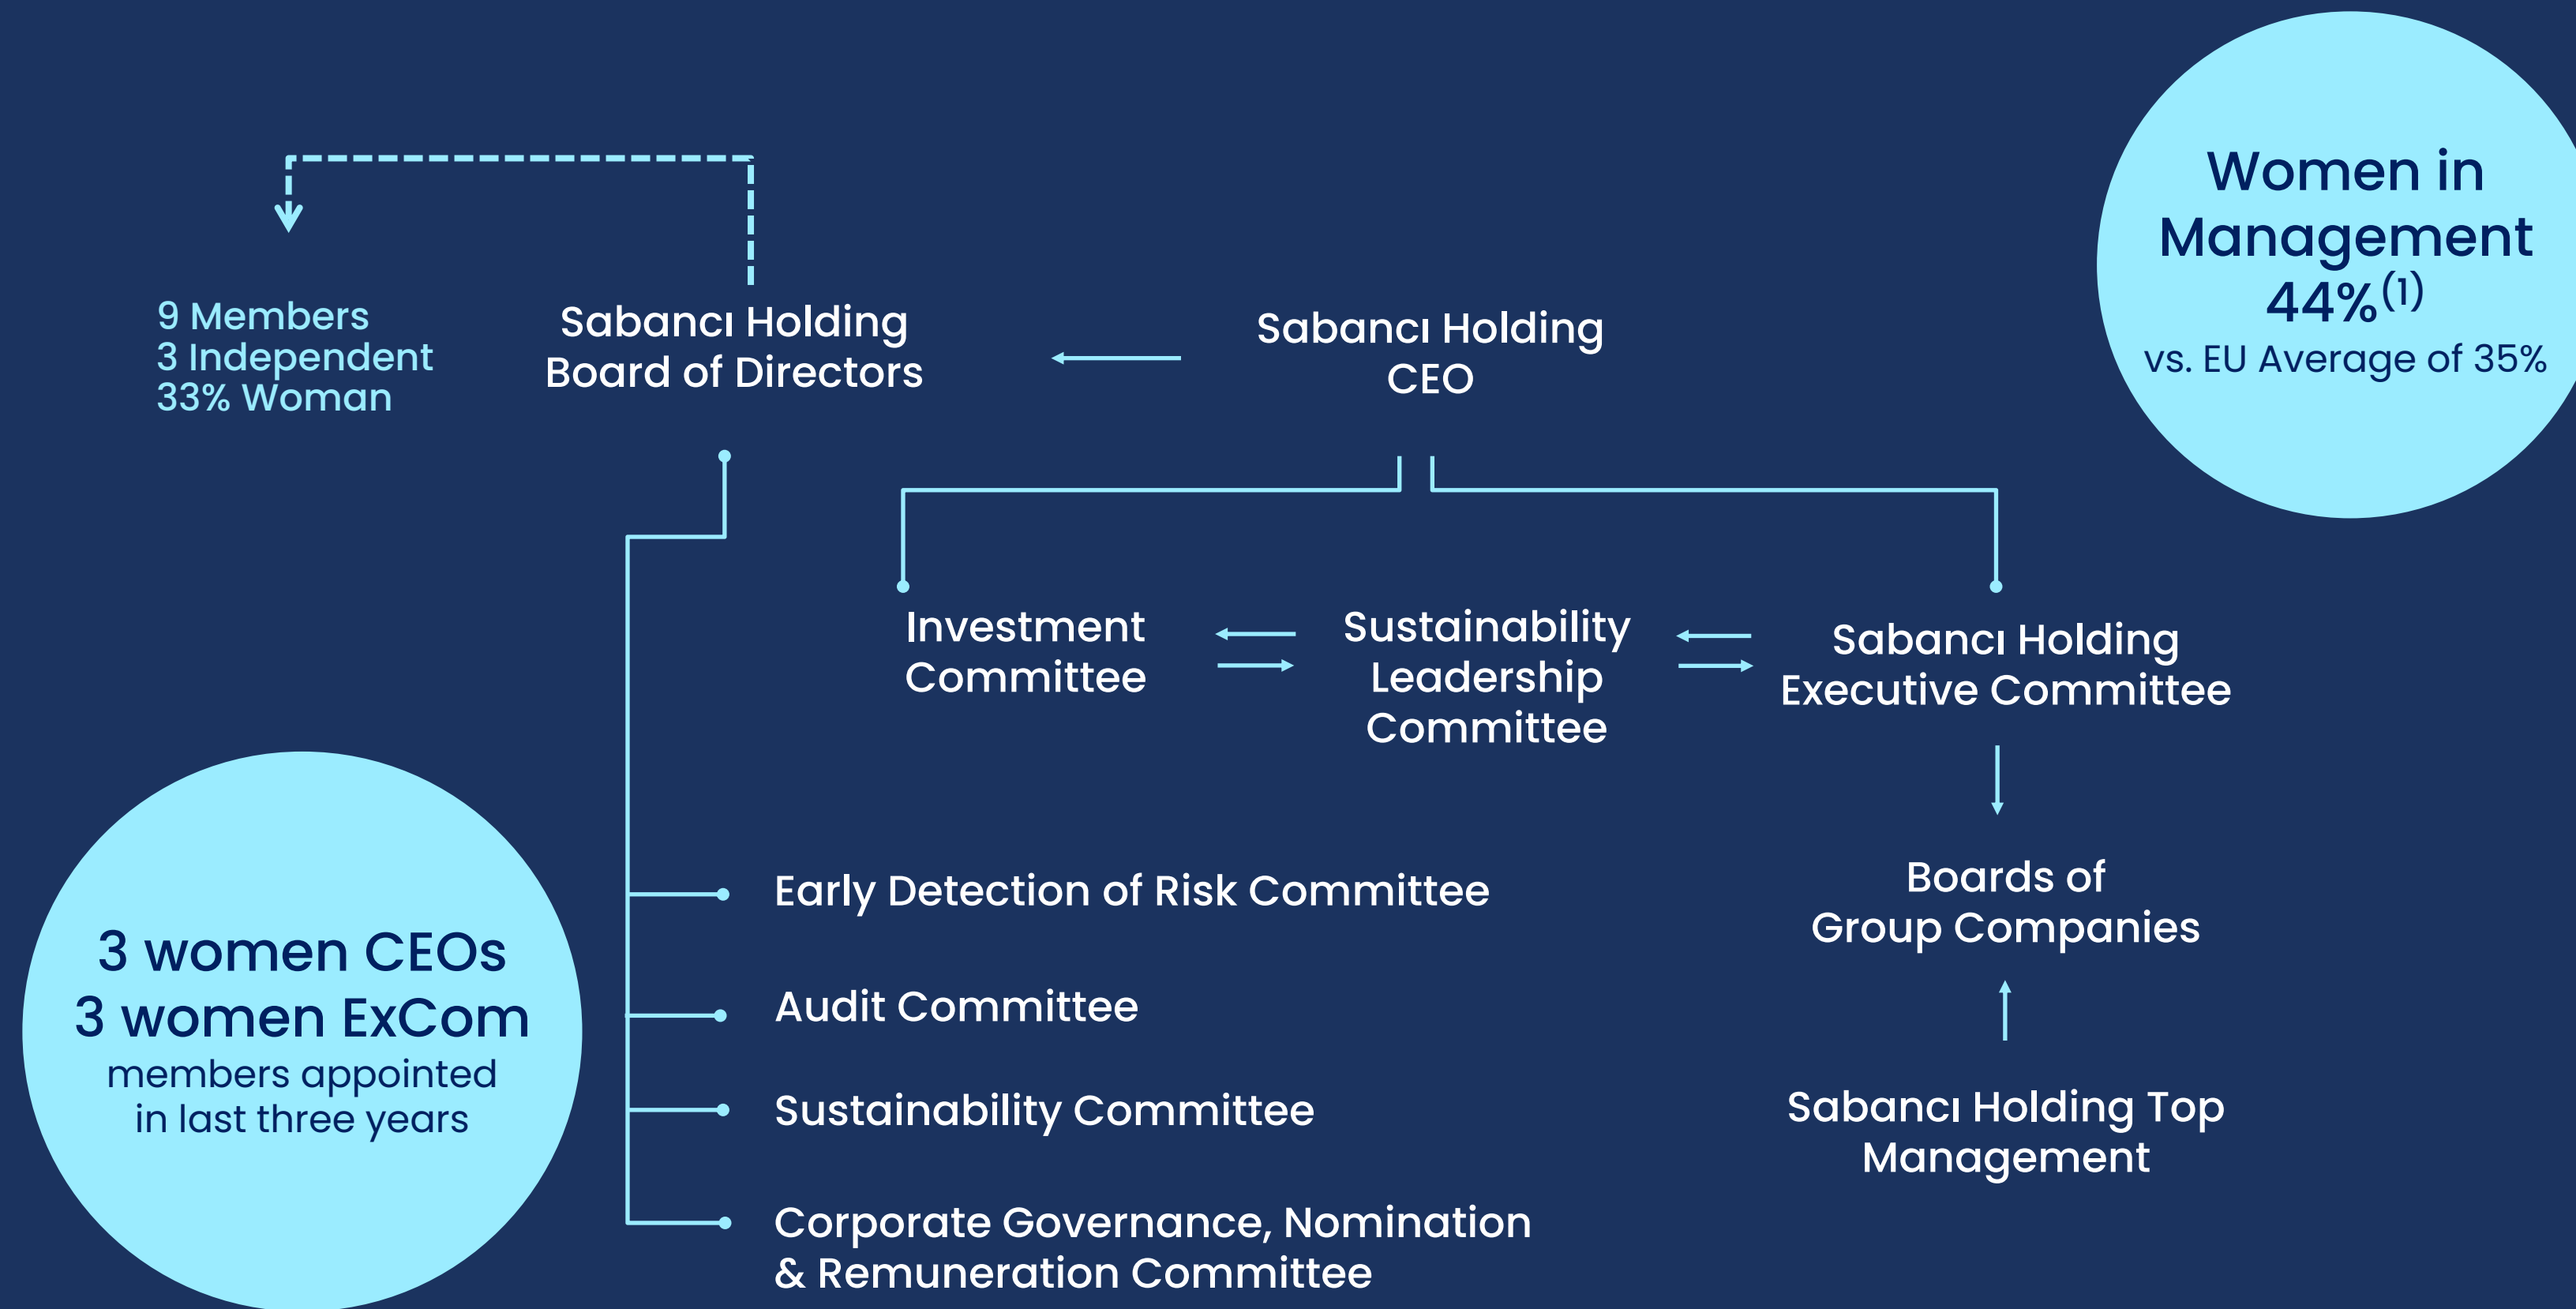 Women in
Management
44%(1)
vs. EU Average of 35%
9 Members
3 Independent
33% Woman
Sabancı Holding
Board of Directors
Sabancı Holding
CEO
Investment
Committee
Sustainability
Leadership
Committee
Sabancı Holding
Executive Committee
Boards of
Group Companies
Sabancı Holding Top
Management
Early Detection of Risk Committee
Audit Committee
Sustainability Committee
Corporate Governance, Nomination
& Remuneration Committee
3 women CEOs
3 women ExCom
members appointed
in last three years